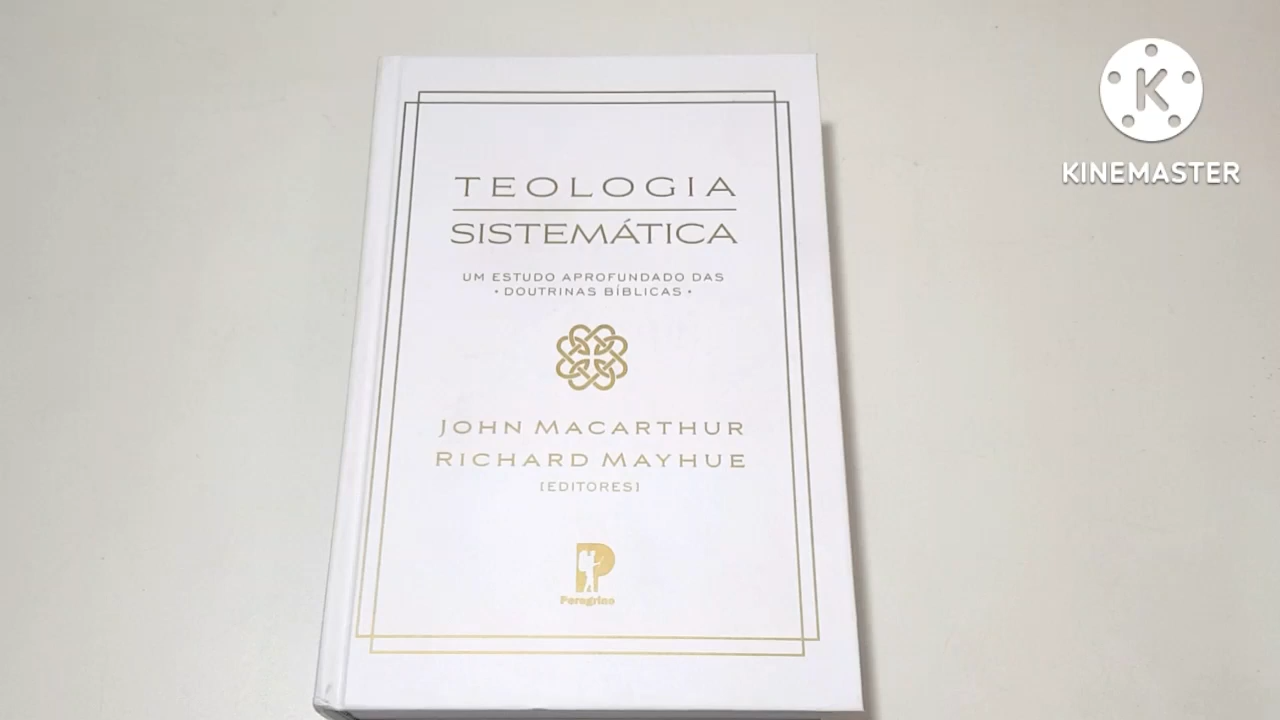 TEOLOGIA
SISTEMÁTICA
UM ESTUDO APROFUNDADO DAS
• DOUTRINAS BÍBLICAS •
JOHN MACARTHUR
RICHARD MAYHUE
[EDITORES]
P
Peregrino
K
KINEMASTER